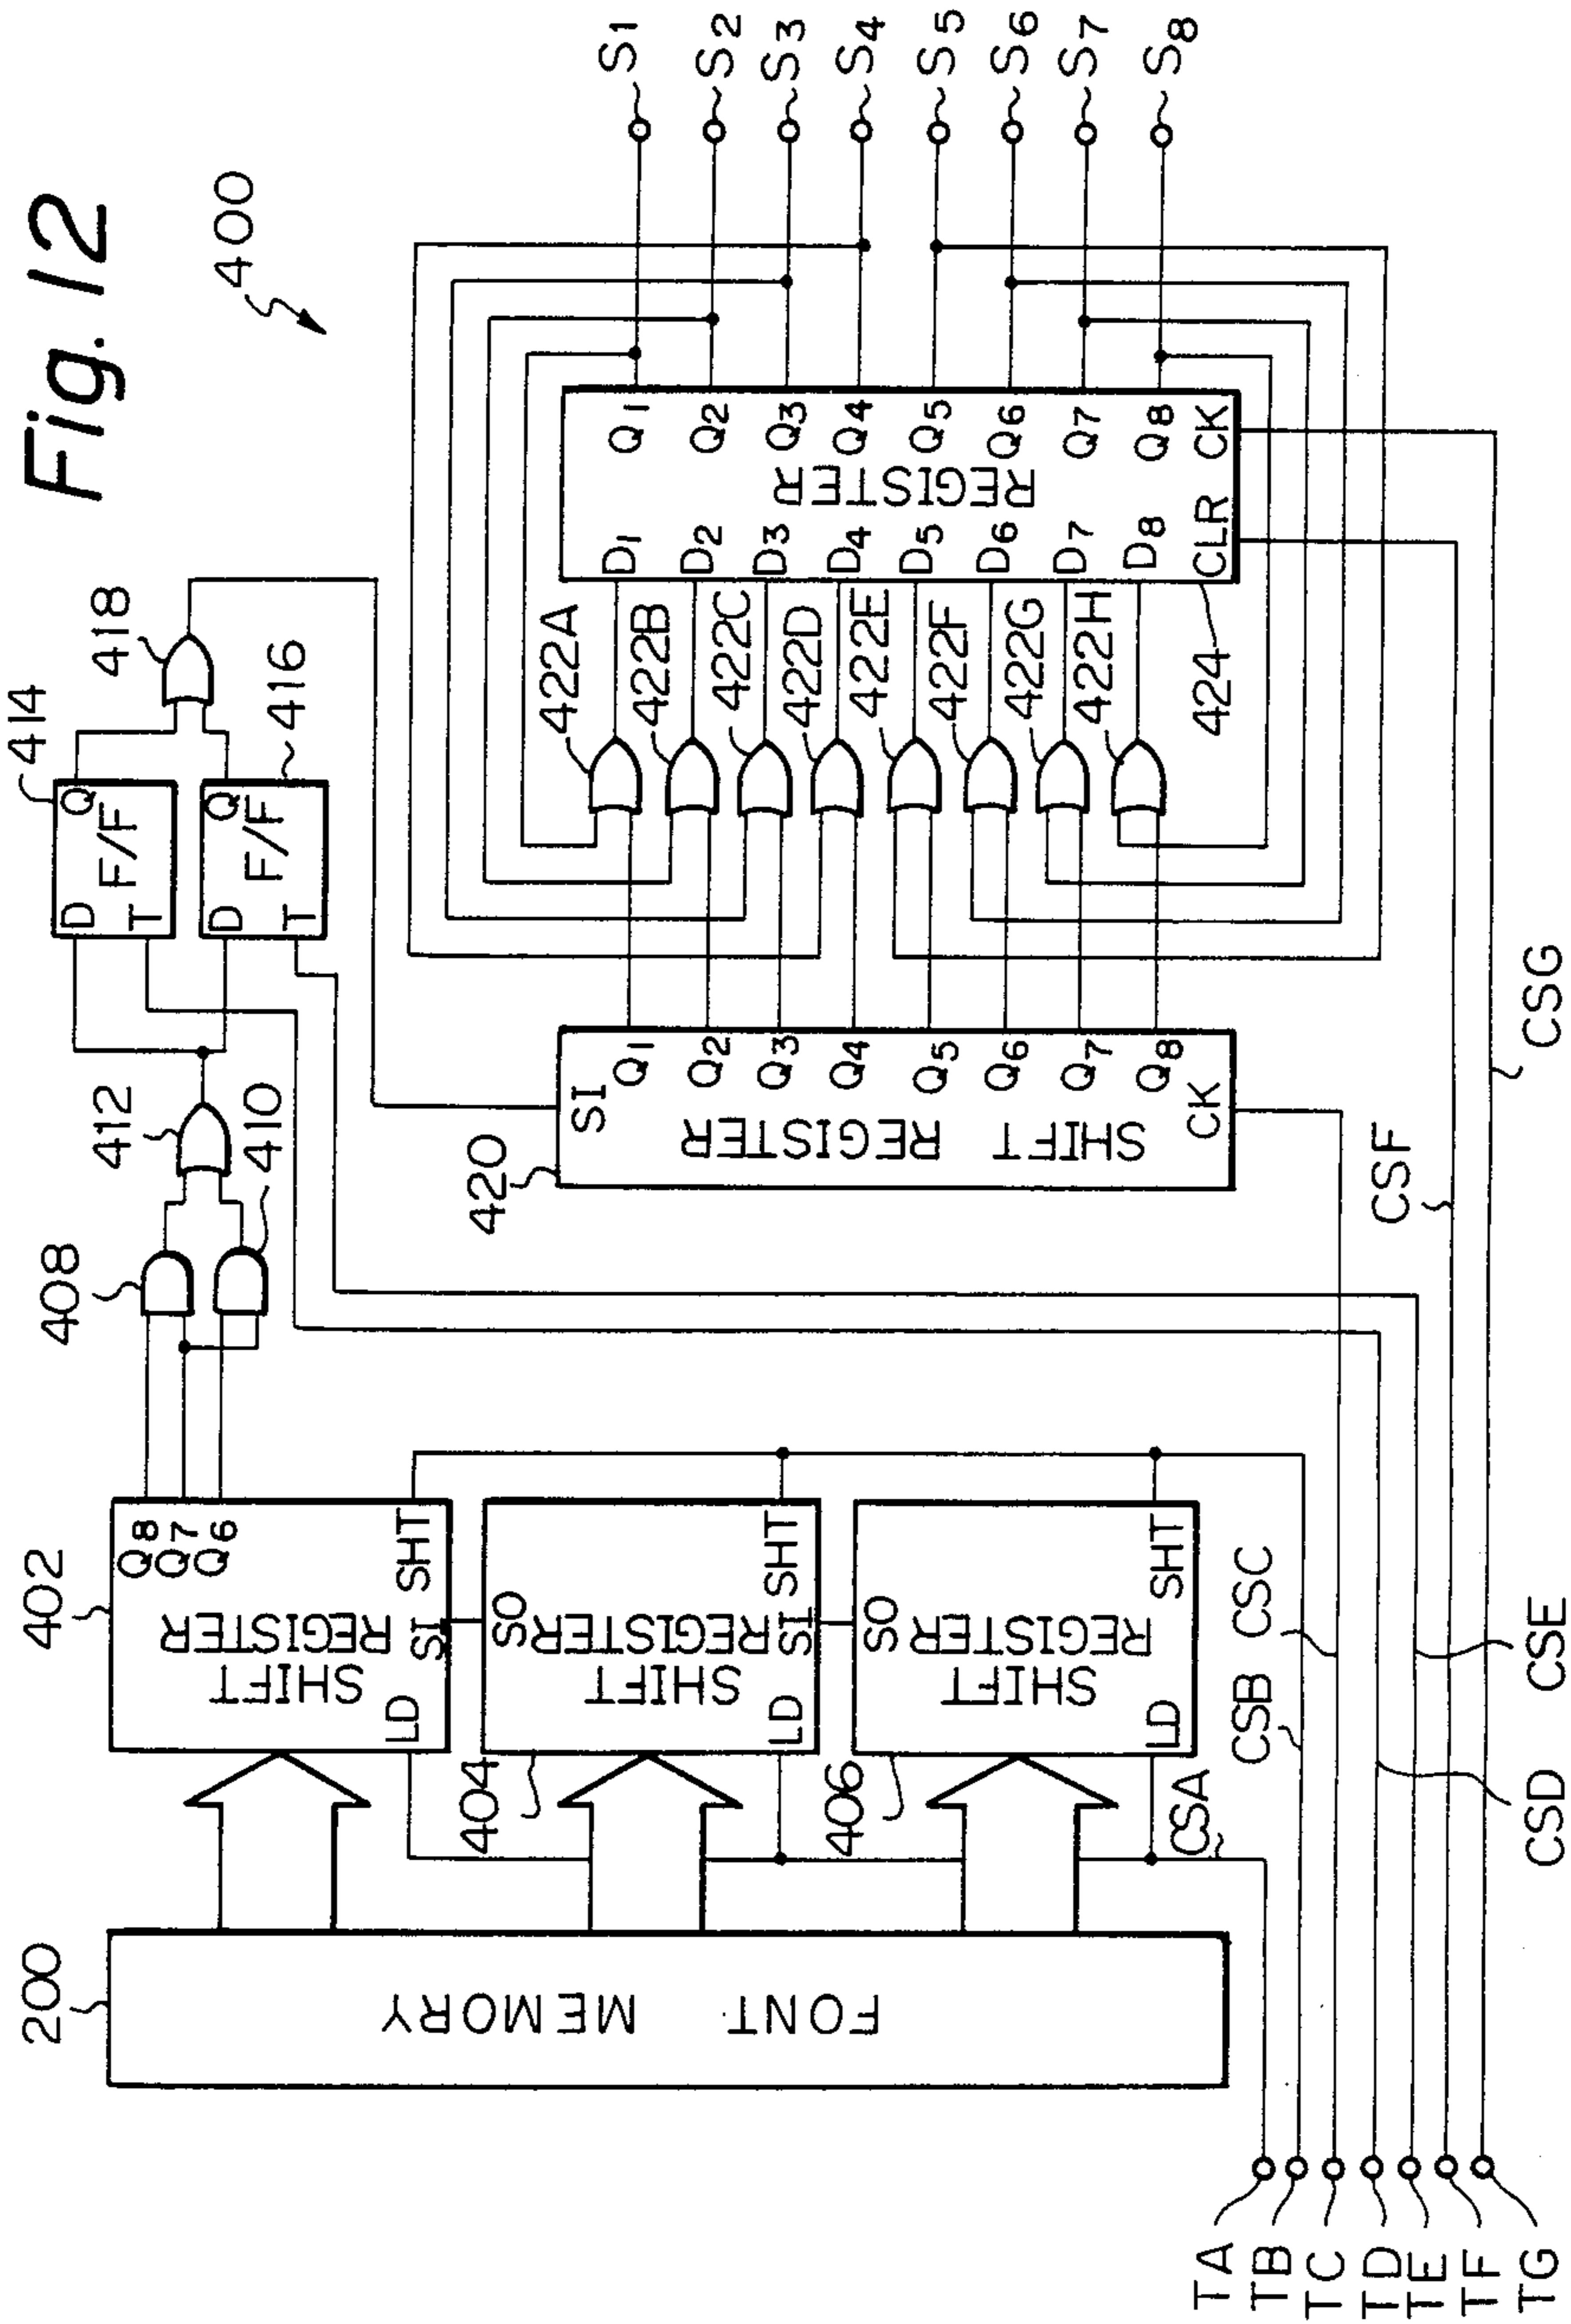 Fig. 12
400
200
FONT MEMORY
402
SHIFT REGISTER
Q8
Q7
Q6
LD
SI
SHT
404
SHIFT REGISTER
SO
LD
SI
SHT
406
SHIFT REGISTER
SO
LD
SHT
408
410
412
414
D
T
F/F
Q
416
D
T
F/F
Q
418
420
SHIFT REGISTER
SI
Q1
Q2
Q3
Q4
Q5
Q6
Q7
Q8
CK
422A
422B
422C
422D
422E
422F
422G
422H
424
REGISTER
D1
D2
D3
D4
D5
D6
D7
D8
CLR
Q1
Q2
Q3
Q4
Q5
Q6
Q7
Q8
CK
S1
S2
S3
S4
S5
S6
S7
S8
CSA
CSB
CSC
CSD
CSE
CSF
CSG
TA
TB
TC
TD
TE
TF
TG